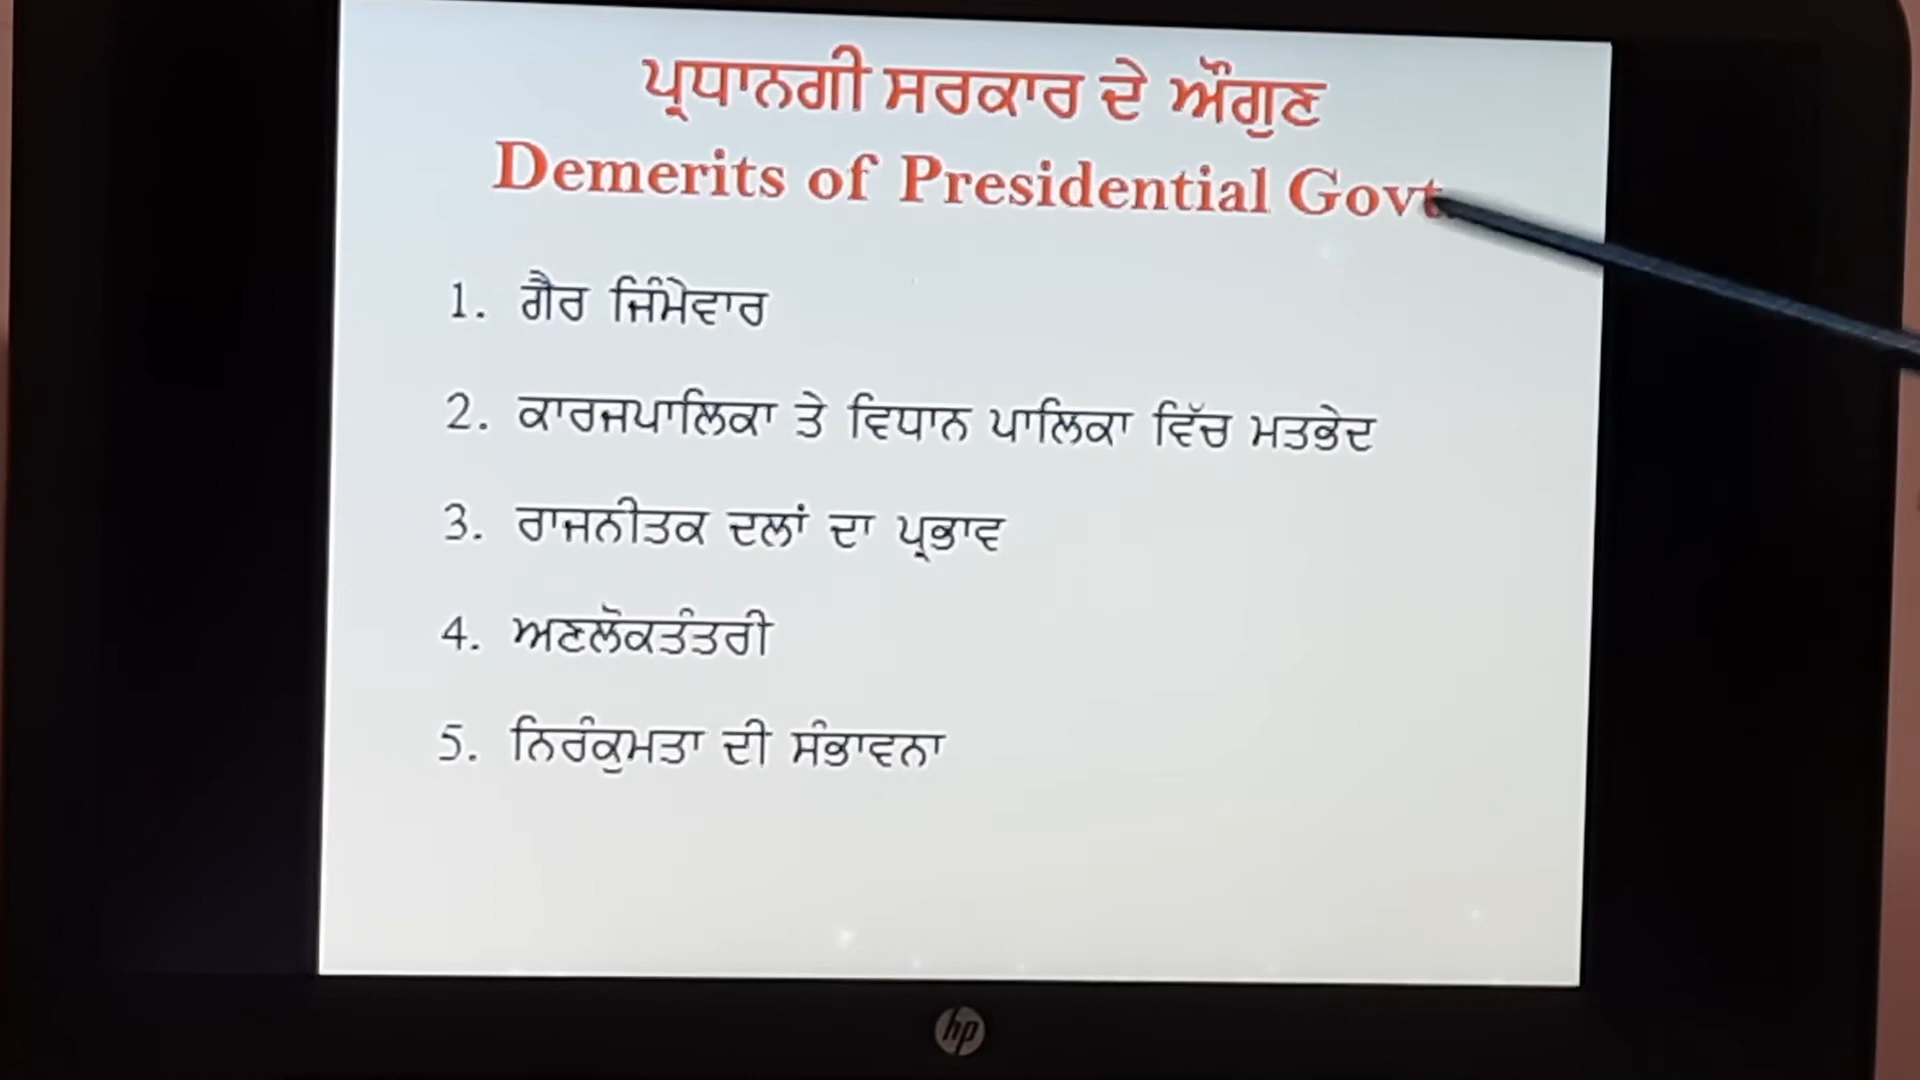 ਪ੍ਰਧਾਨਗੀ ਸਰਕਾਰ ਦੇ ਔਗੁਣ
Demerits of Presidential Govt.
1. ਗੈਰ ਜਿੰਮੇਵਾਰ
2. ਕਾਰਜਪਾਲਿਕਾ ਤੇ ਵਿਧਾਨ ਪਾਲਿਕਾ ਵਿੱਚ ਮਤਭੇਦ
3. ਰਾਜਨੀਤਕ ਦਲਾਂ ਦਾ ਪ੍ਰਭਾਵ
4. ਅਣਲੋਕਤੰਤਰੀ
5. ਨਿਰੰਕੁਮਤਾ ਦੀ ਸੰਭਾਵਨਾ
hp